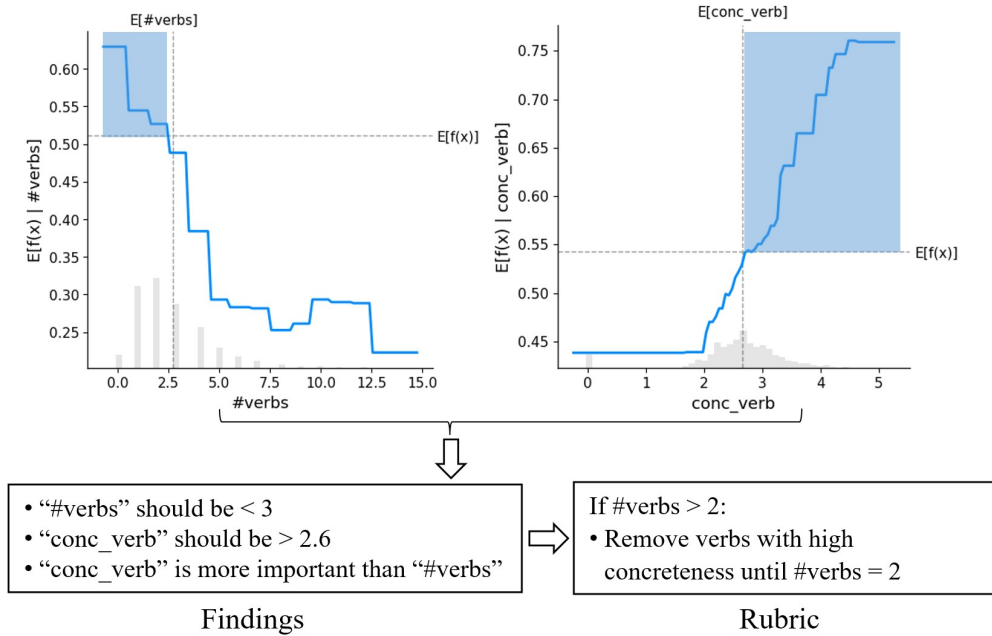 E[#verbs]
E[f(x) | #verbs]
0.60
0.55
0.50
0.45
0.40
0.35
0.30
0.25
E[f(x)]
0.0 2.5 5.0 7.5 10.0 12.5 15.0
#verbs
E[conc_verb]
E[f(x) | conc_verb]
0.75
0.70
0.65
0.60
0.55
0.50
0.45
E[f(x)]
0 1 2 3 4 5
conc_verb
• “#verbs” should be < 3
• “conc_verb” should be > 2.6
• “conc_verb” is more important than “#verbs”
Findings
If #verbs > 2:
• Remove verbs with high
concreteness until #verbs = 2
Rubric